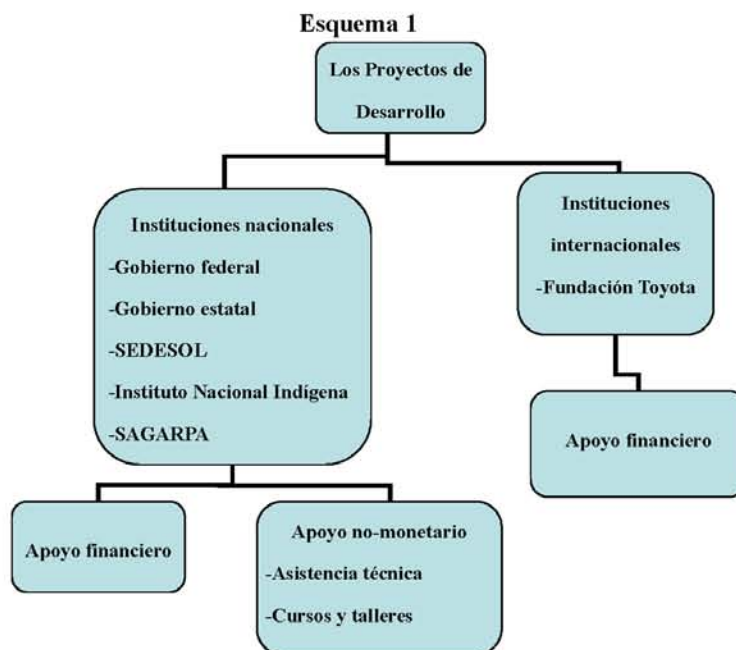 Esquema 1
Los Proyectos de
Desarrollo
Instituciones nacionales
-Gobierno federal
-Gobierno estatal
-SEDESOL
-Instituto Nacional Indígena
-SAGARPA
Instituciones
internacionales
-Fundación Toyota
Apoyo financiero
Apoyo financiero
Apoyo no-monetario
-Asistencia técnica
-Cursos y talleres